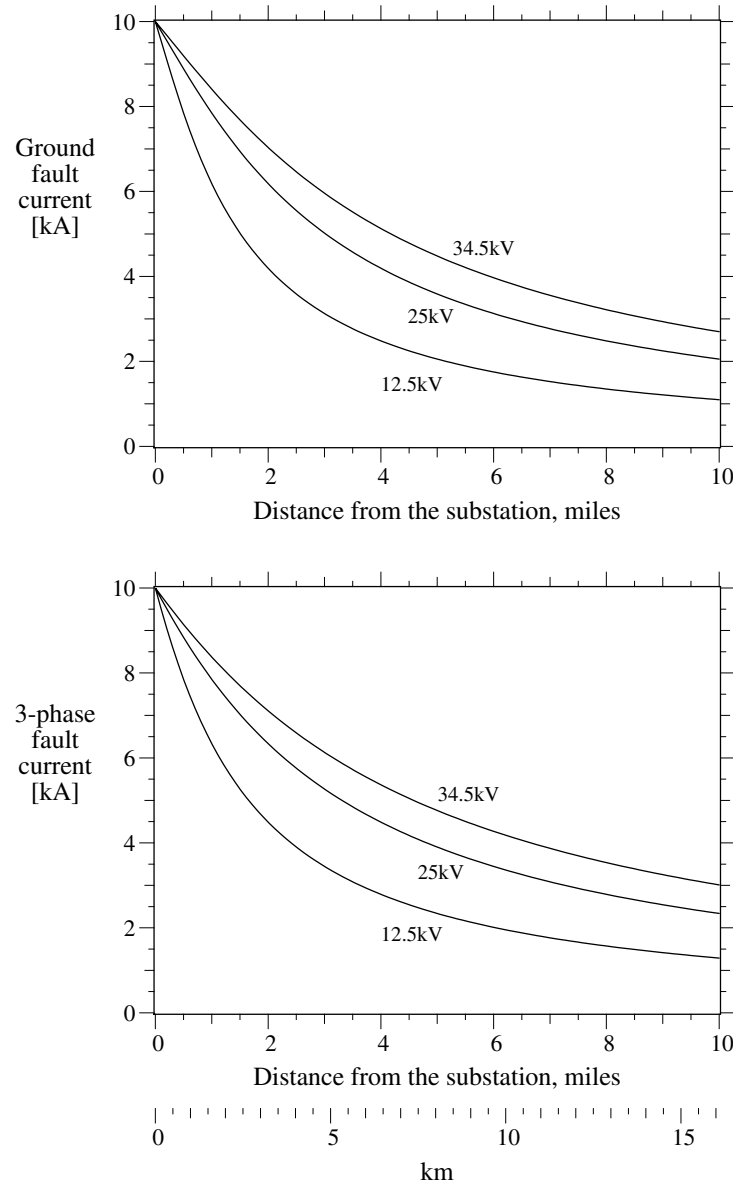 10
8
6
4
2
0
Ground
fault
current
[kA]
34.5kV
25kV
12.5kV
0 2 4 6 8 10
Distance from the substation, miles
10
8
6
4
2
0
3-phase
fault
current
[kA]
34.5kV
25kV
12.5kV
0 2 4 6 8 10
Distance from the substation, miles
0 5 10 15
km